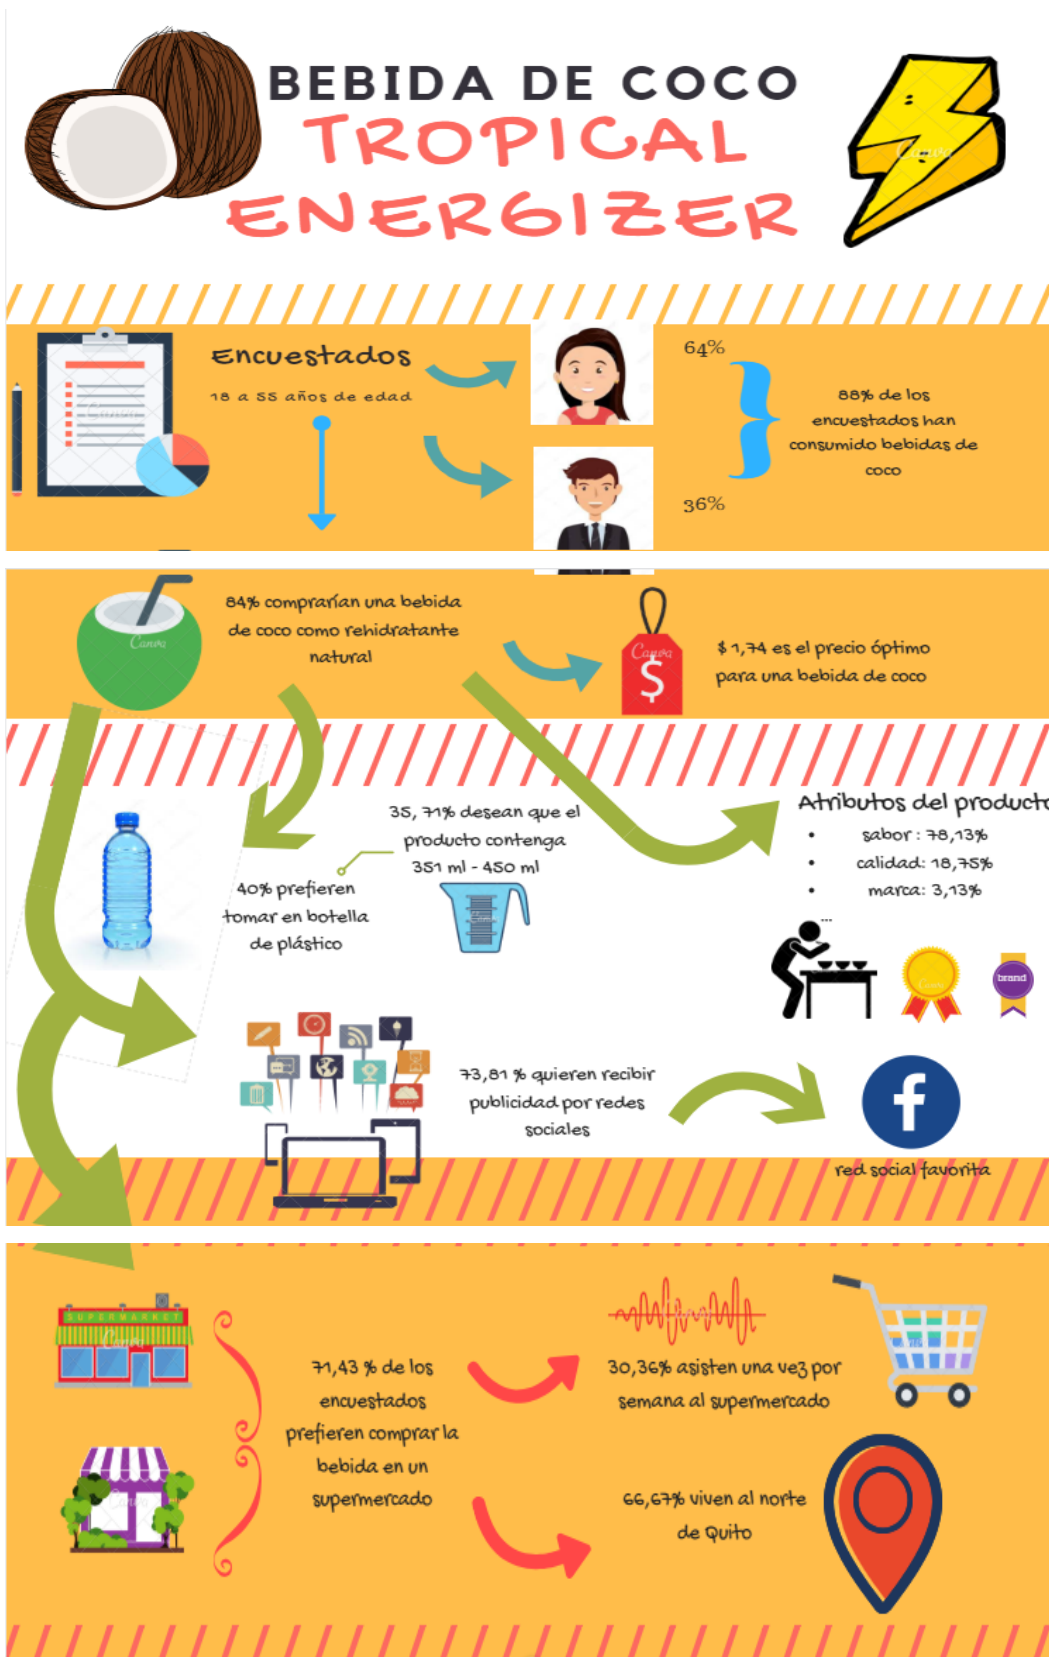 BEBIDA DE COCO
TROPICAL
ENERGIZER
Encuestados
18 a 55 años de edad
64%
36%
88% de los
encuestados han
consumido bebidas de
coco
84% comprarían una bebida
de coco como rehidratante
natural
Canva
Canva
$
$ 1,74 es el precio óptimo
para una bebida de coco
35, 71% desean que el
producto contenga
351 ml - 450 ml
40% prefieren
tomar en botella
de plástico
Atributos del producto
• sabor : 78,13%
• calidad: 18,75%
• marca: 3,13%
brand
73,81 % quieren recibir
publicidad por redes
sociales
f
red social favorita
SUPERMARKET
Canva
71,43 % de los
encuestados
prefieren comprar la
bebida en un
supermercado
30,36% asisten una vez por
semana al supermercado
66,67% viven al norte
de Quito